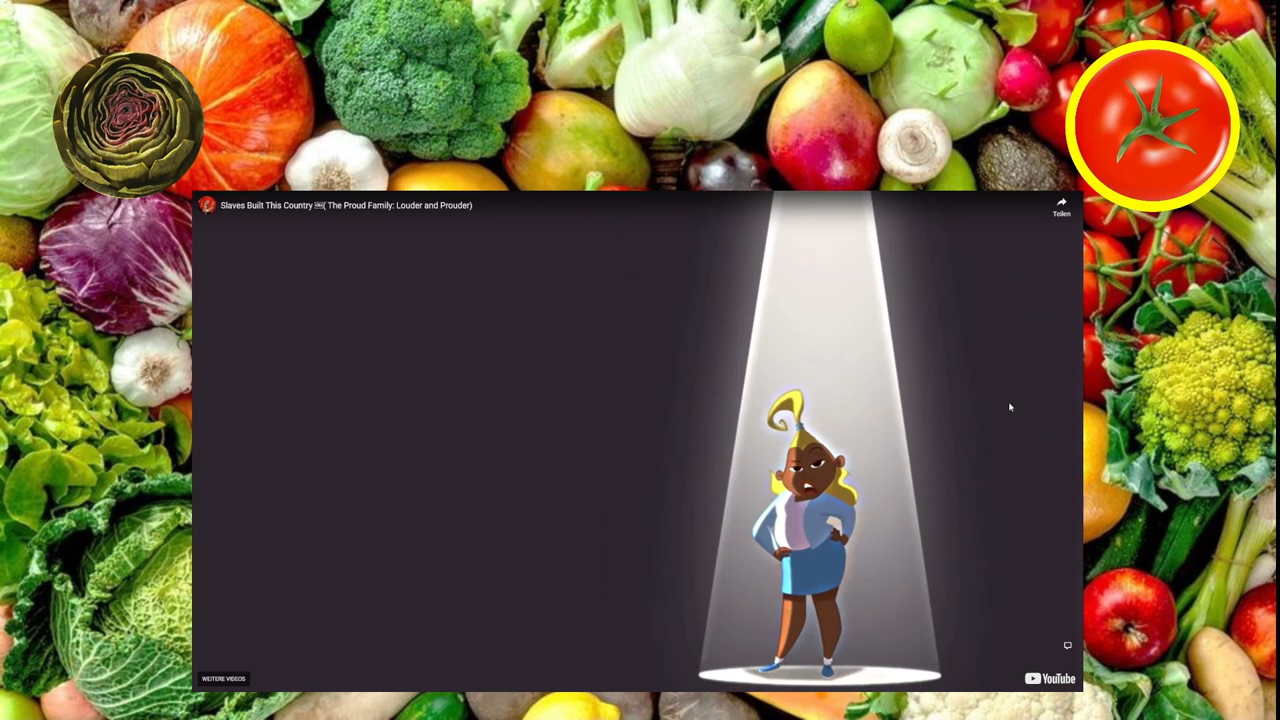 Slaves Built This Country ￼( The Proud Family: Louder and Prouder)
Teilen
WEITERE VIDEOS
YouTube